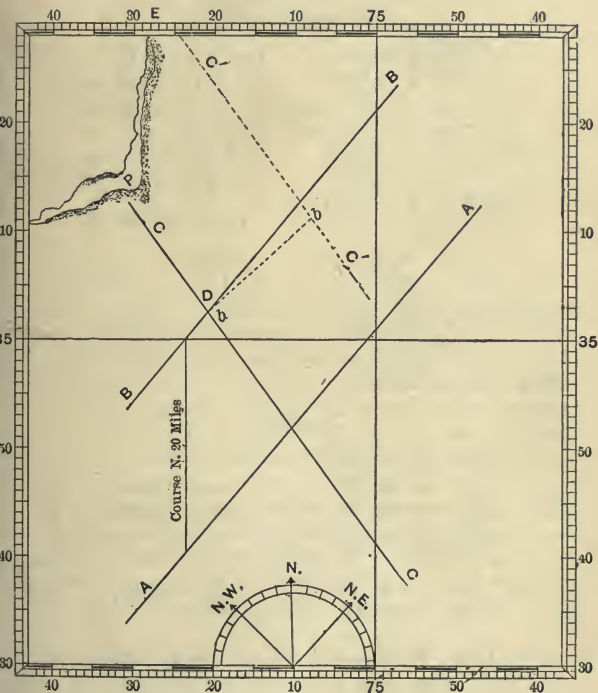 40 30 E 20 10 75 50 40
C'
B
20 20
P
A
C
b
10 10
C'
D
b
35 35
B
Course N. 20 Miles
50 50
40 40
A
C
N.
N.W.
N.E.
30 30
40 30 20 10 75 50 40